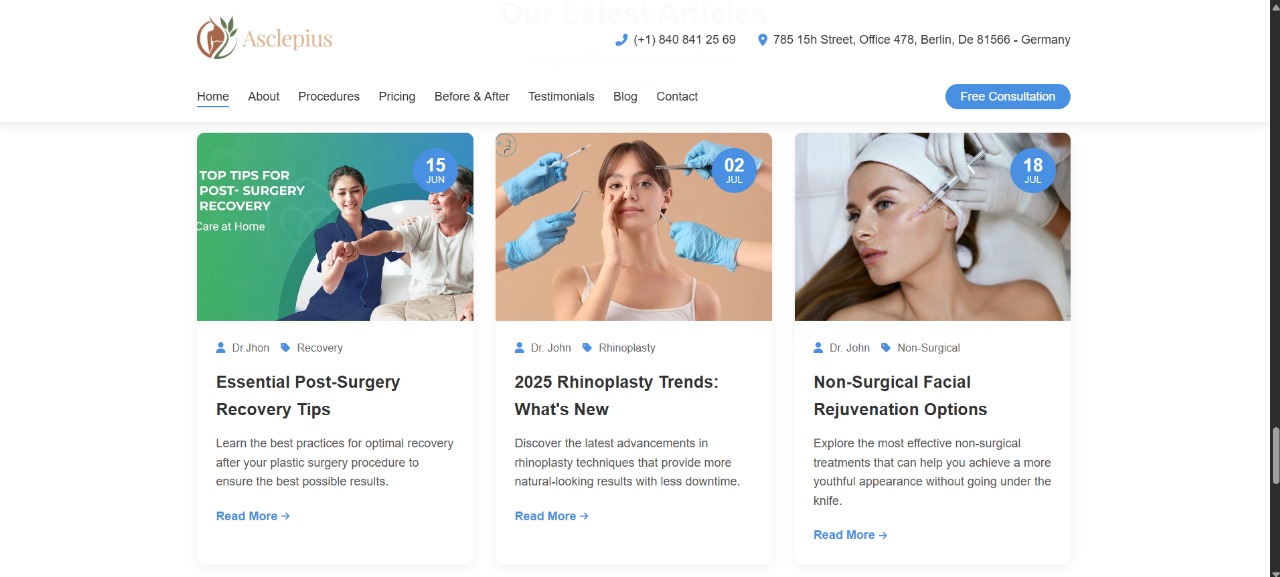 Our Latest Articles
Asclepius
(+1) 840 841 25 69
785 15h Street, Office 478, Berlin, De 81566 - Germany
Home
About
Procedures
Pricing
Before & After
Testimonials
Blog
Contact
Free Consultation
TOP TIPS FOR
POST- SURGERY
RECOVERY
Care at Home
15
JUN
Dr.Jhon
Recovery
Essential Post-Surgery
Recovery Tips
Learn the best practices for optimal recovery
after your plastic surgery procedure to
ensure the best possible results.
Read More →
02
JUL
Dr. John
Rhinoplasty
2025 Rhinoplasty Trends:
What's New
Discover the latest advancements in
rhinoplasty techniques that provide more
natural-looking results with less downtime.
Read More →
18
JUL
Dr. John
Non-Surgical
Non-Surgical Facial
Rejuvenation Options
Explore the most effective non-surgical
treatments that can help you achieve a more
youthful appearance without going under the
knife.
Read More →